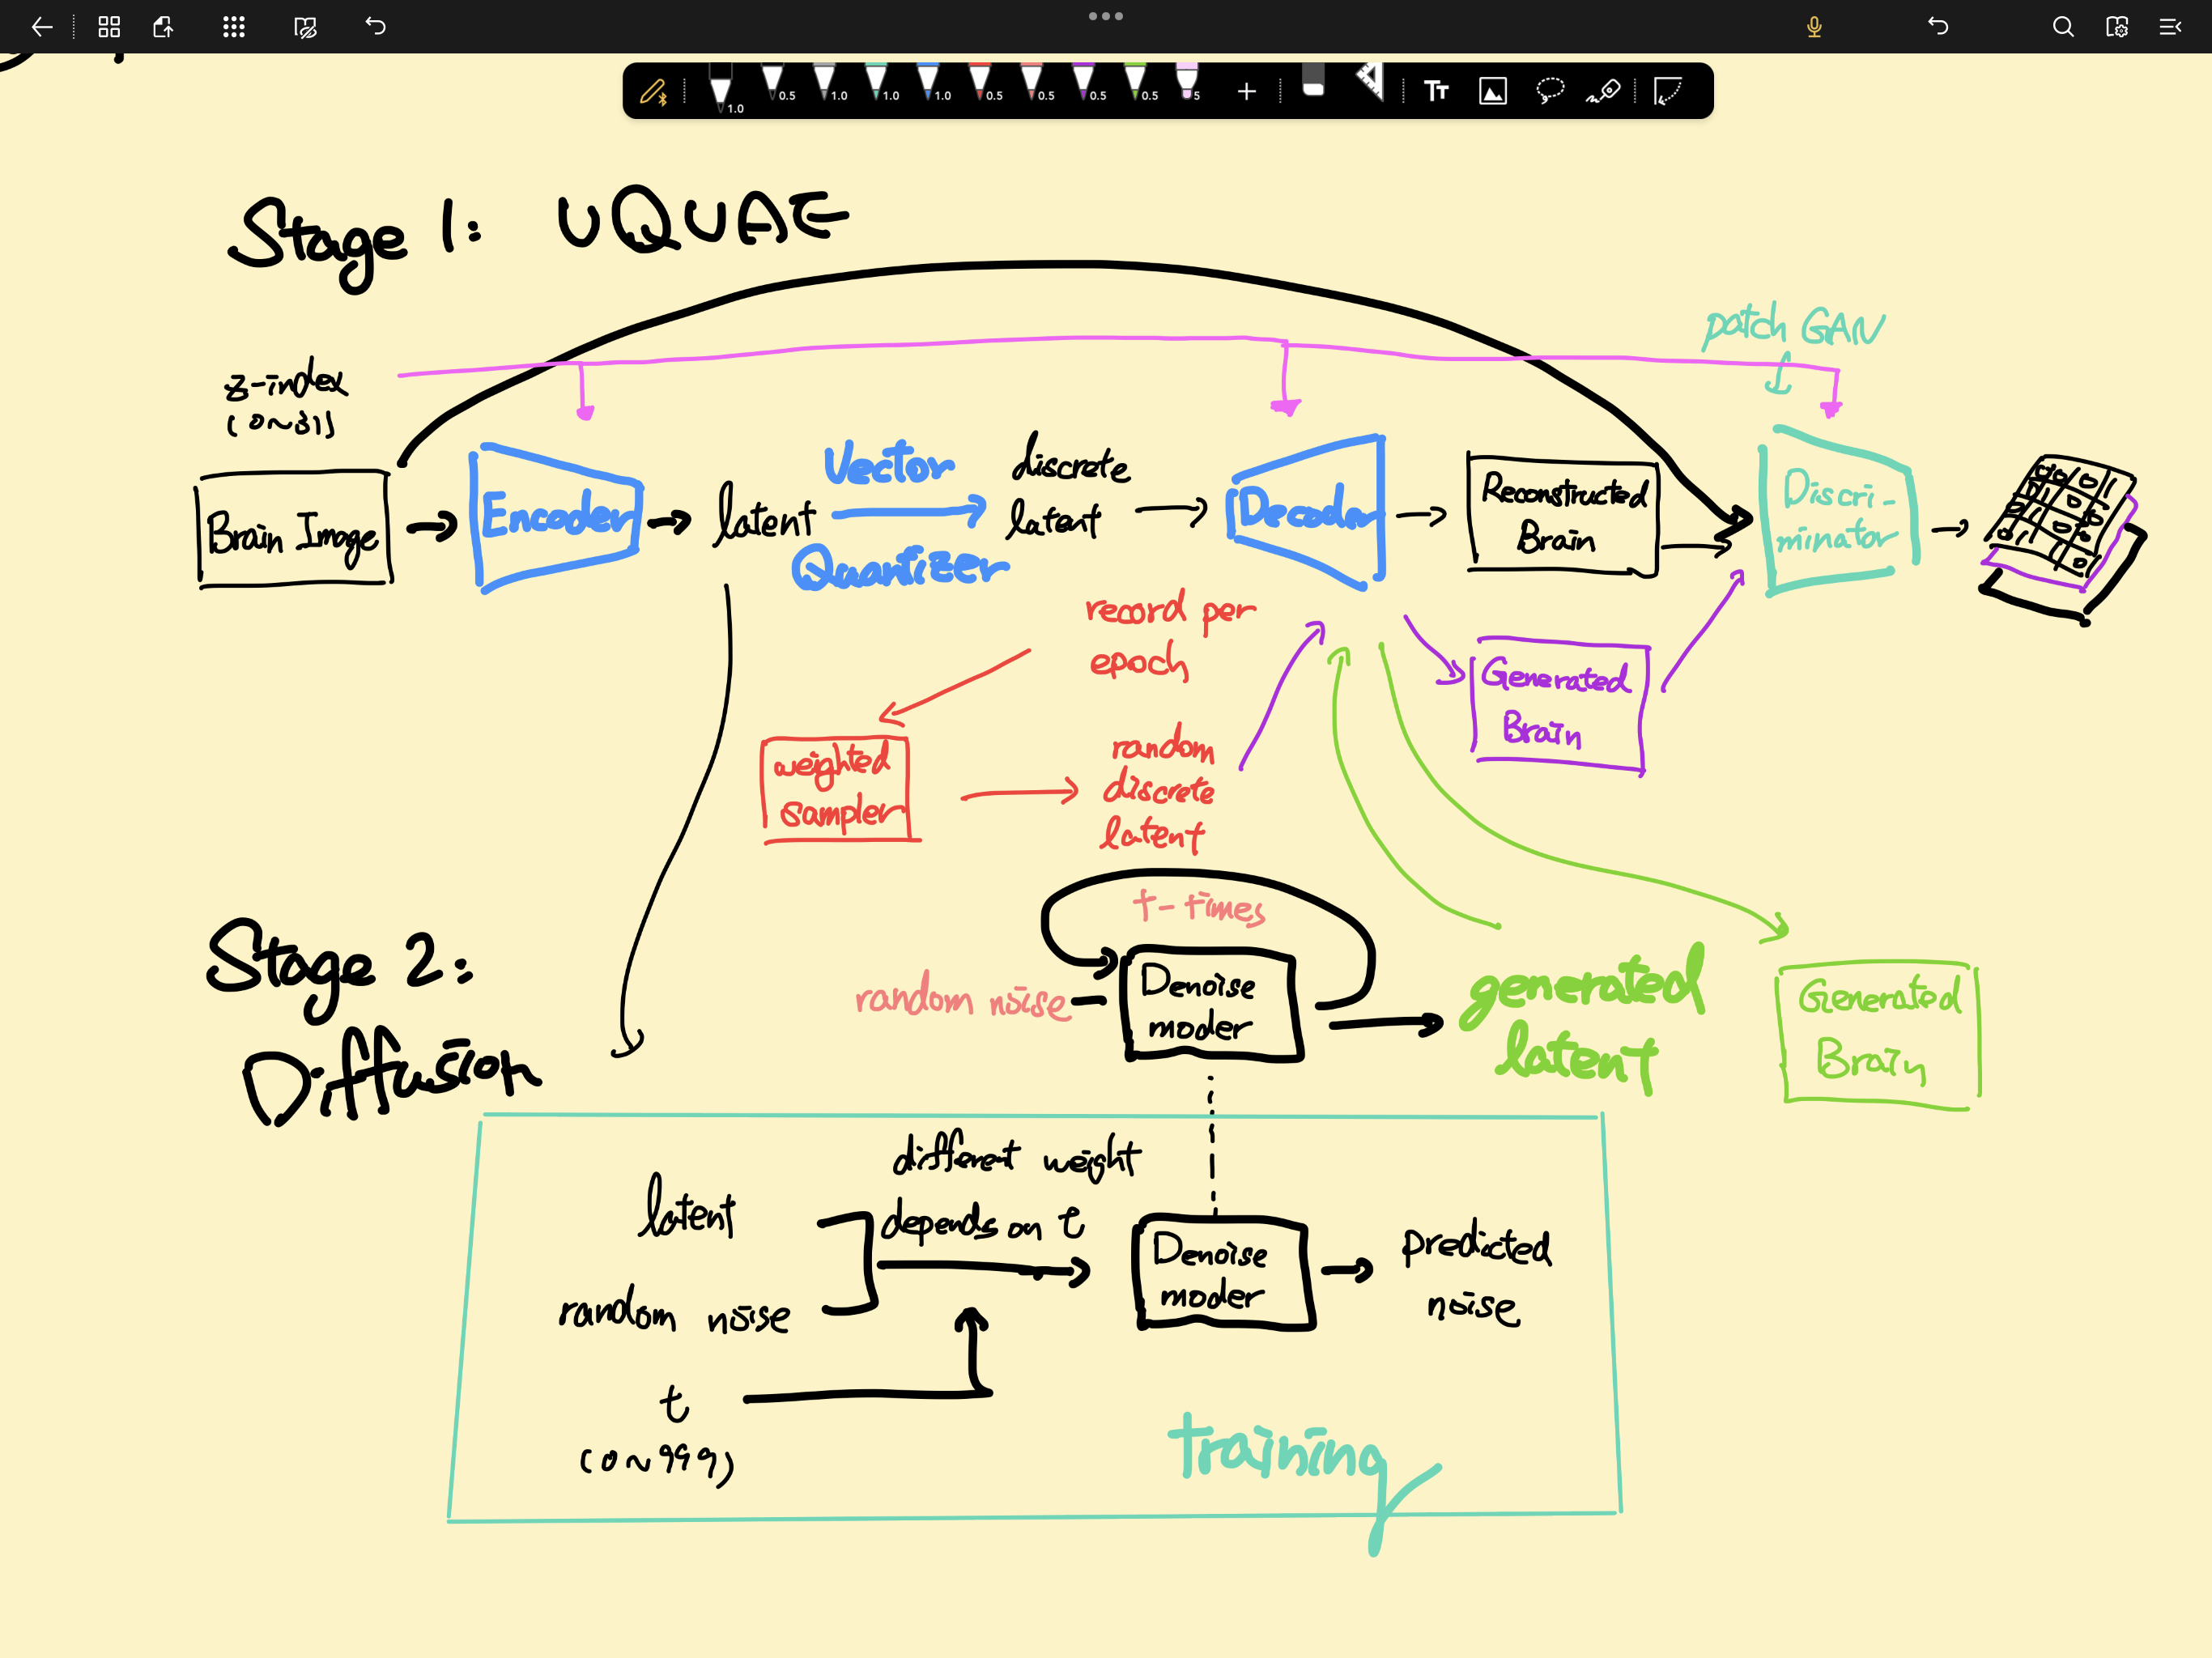 1.0
0.5
1.0
1.0
1.0
0.5
0.5
0.5
0.5
5
Tт
Stage 1: VQVAE
patch GAN
z-index
(0~31)
Brain Image
Encoder
latent
Vector
Quantizer
discrete
latent
Decoder
Reconstructed
Brain
Discri-
minator
record per
epoch
weighted
sampler
random
discrete
latent
Generated
Brain
Stage 2:
Diffusion
t-times
random noise
Denoise
moder
generated
latent
Generated
Brain
latent
random noise
t
(0~999)
different weight
depends on t
Denoise
moder
predicted
noise
training